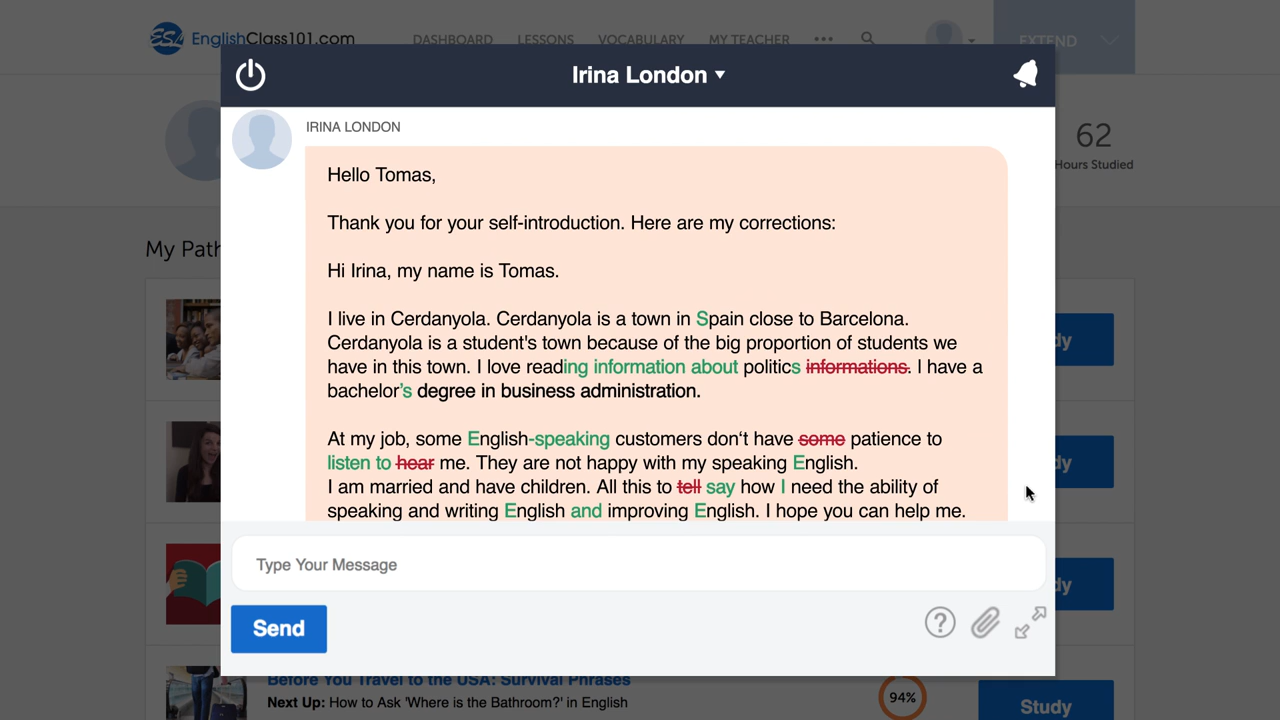 EnglishClass101.com
DASHBOARD LESSONS VOCABULARY MY TEACHER ••• EXTEND
Irina London
62
Hours Studied
My Path
IRINA LONDON
Hello Tomas,
Thank you for your self-introduction. Here are my corrections:
Hi Irina, my name is Tomas.
I live in Cerdanyola. Cerdanyola is a town in Spain close to Barcelona.
Cerdanyola is a student's town because of the big proportion of students we
have in this town. I love reading information about politics informations. I have a
bachelor's degree in business administration.
At my job, some English-speaking customers don‘t have some patience to
listen to hear me. They are not happy with my speaking English.
I am married and have children. All this to tell say how I need the ability of
speaking and writing English and improving English. I hope you can help me.
Type Your Message
Send
Before You Travel to the USA: Survival Phrases
Next Up: How to Ask 'Where is the Bathroom?' in English
94%
Study